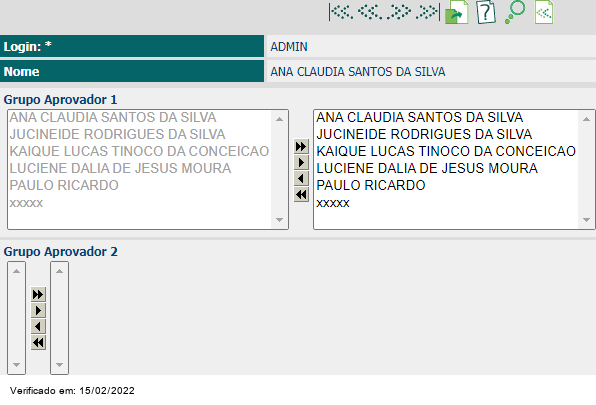 Login: * ADMIN
Nome ANA CLAUDIA SANTOS DA SILVA
Grupo Aprovador 1
ANA CLAUDIA SANTOS DA SILVA
JUCINEIDE RODRIGUES DA SILVA
KAIQUE LUCAS TINOCO DA CONCEICAO
LUCIENE DALIA DE JESUS MOURA
PAULO RICARDO
xxxxx
ANA CLAUDIA SANTOS DA SILVA
JUCINEIDE RODRIGUES DA SILVA
KAIQUE LUCAS TINOCO DA CONCEICAO
LUCIENE DALIA DE JESUS MOURA
PAULO RICARDO
xxxxx
Grupo Aprovador 2
Verificado em: 15/02/2022